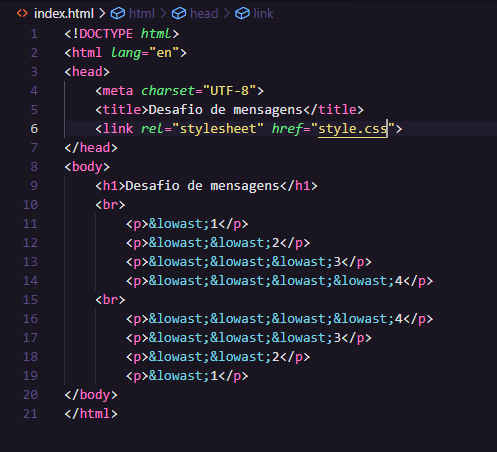 index.html > html > head > link
1 <!DOCTYPE html>
2 <html lang="en">
3 <head>
4 <meta charset="UTF-8">
5 <title>Desafio de mensagens</title>
6 <link rel="stylesheet" href="style.css">
7 </head>
8 <body>
9 <h1>Desafio de mensagens</h1>
10 <br>
11 <p>&lowast;1</p>
12 <p>&lowast;&lowast;2</p>
13 <p>&lowast;&lowast;&lowast;3</p>
14 <p>&lowast;&lowast;&lowast;&lowast;4</p>
15 <br>
16 <p>&lowast;&lowast;&lowast;&lowast;4</p>
17 <p>&lowast;&lowast;&lowast;3</p>
18 <p>&lowast;&lowast;2</p>
19 <p>&lowast;1</p>
20 </body>
21 </html>